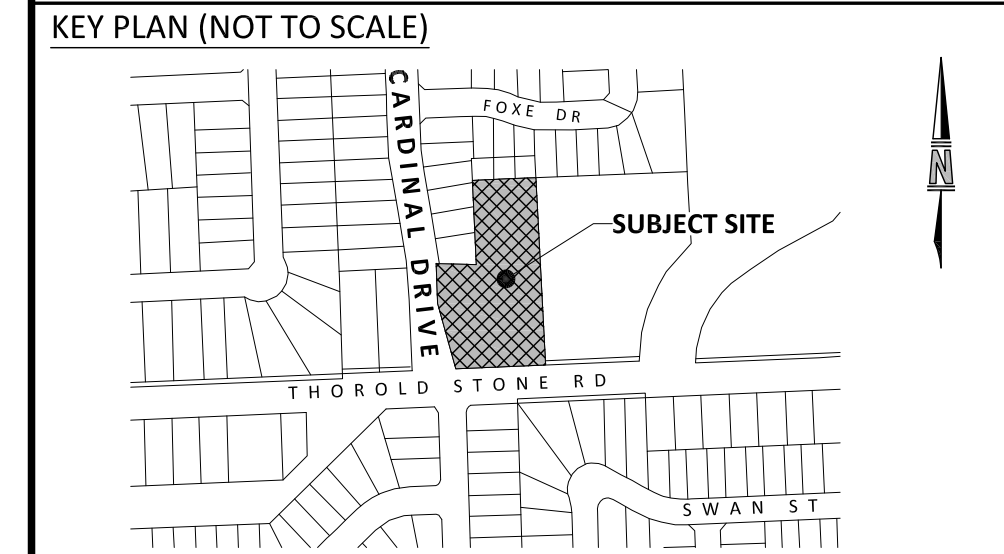 KEY PLAN (NOT TO SCALE)
CARDINAL DRIVE
FOXE DR
N
SUBJECT SITE
THOROLD STONE RD
SWAN ST